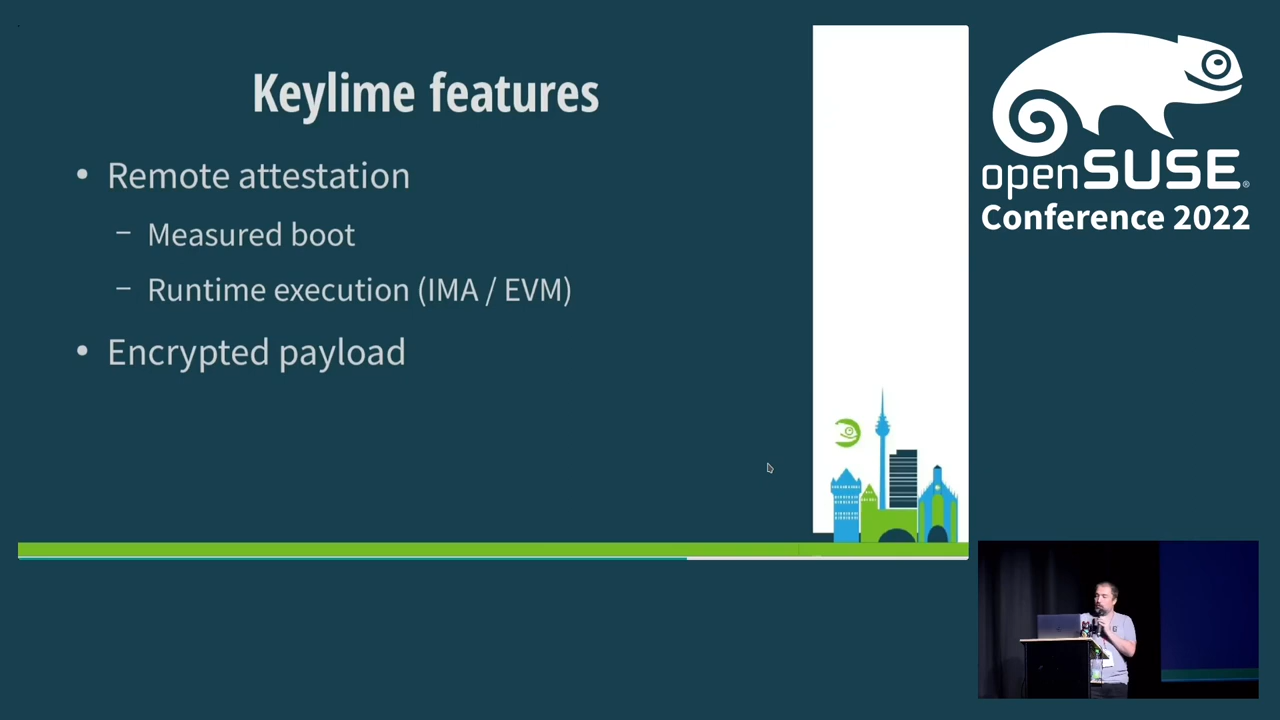 Keylime features
• Remote attestation
– Measured boot
– Runtime execution (IMA / EVM)
• Encrypted payload
openSUSE®
Conference 2022